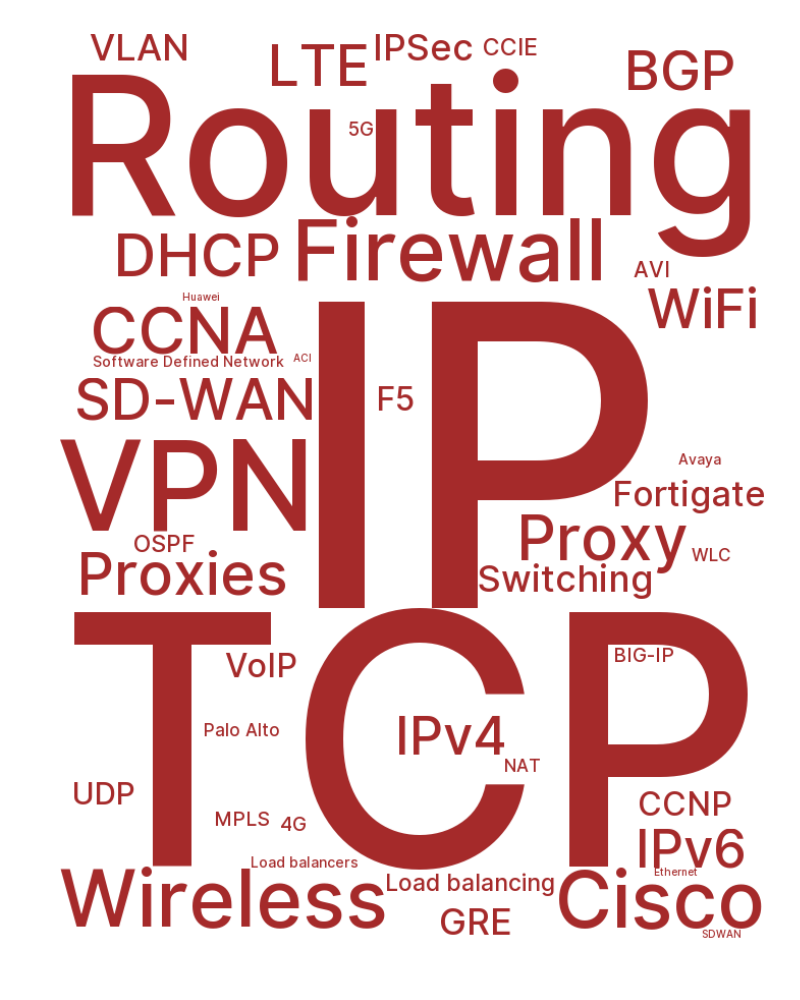 VLAN
LTE
IPSec
CCIE
BGP
Routing
5G
DHCP
Firewall
AVI
WiFi
Huawei
CCNA
Software Defined Network
ACI
SD-WAN
F5
IP
VPN
Avaya
Fortigate
OSPF
Proxy
WLC
Proxies
Switching
TCP
VoIP
BIG-IP
Palo Alto
IPv4
NAT
UDP
MPLS
4G
CCNP
IPv6
Load balancers
Ethernet
Wireless
Load balancing
Cisco
GRE
SDWAN